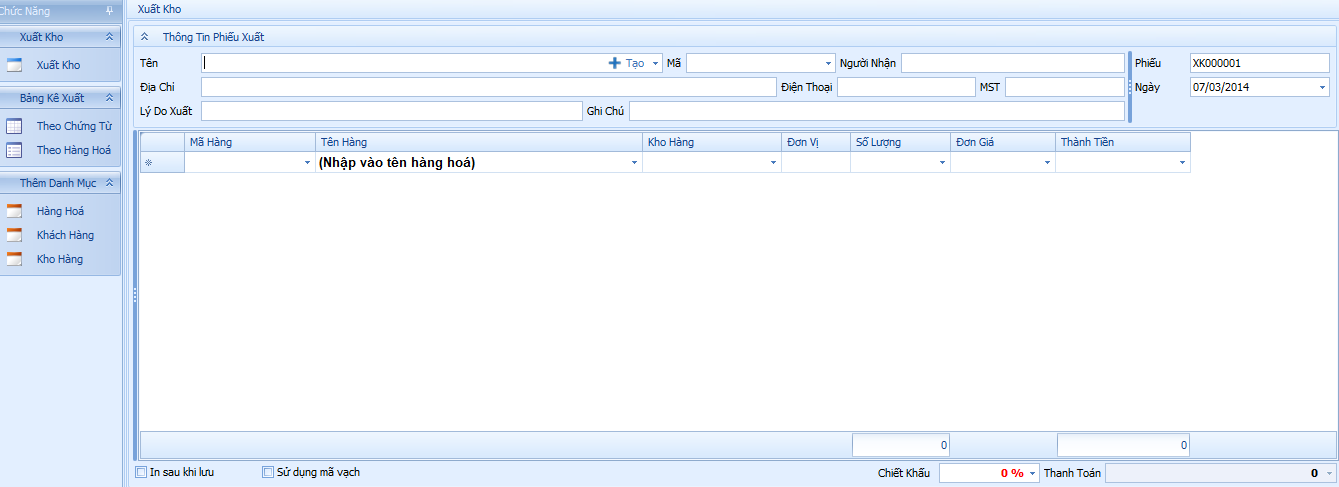 Chức Năng
Xuất Kho
Xuất Kho
Bảng Kê Xuất
Theo Chứng Từ
Theo Hàng Hoá
Thêm Danh Mục
Hàng Hoá
Khách Hàng
Kho Hàng
Xuất Kho
Thông Tin Phiếu Xuất
Tên Tạo Mã Người Nhận Phiếu XK000001
Địa Chỉ Điện Thoại MST Ngày 07/03/2014
Lý Do Xuất Ghi Chú
Mã Hàng Tên Hàng Kho Hàng Đơn Vị Số Lượng Đơn Giá Thành Tiền
(Nhập vào tên hàng hoá)
0 0
In sau khi lưu Sử dụng mã vạch Chiết Khấu 0 % Thanh Toán 0